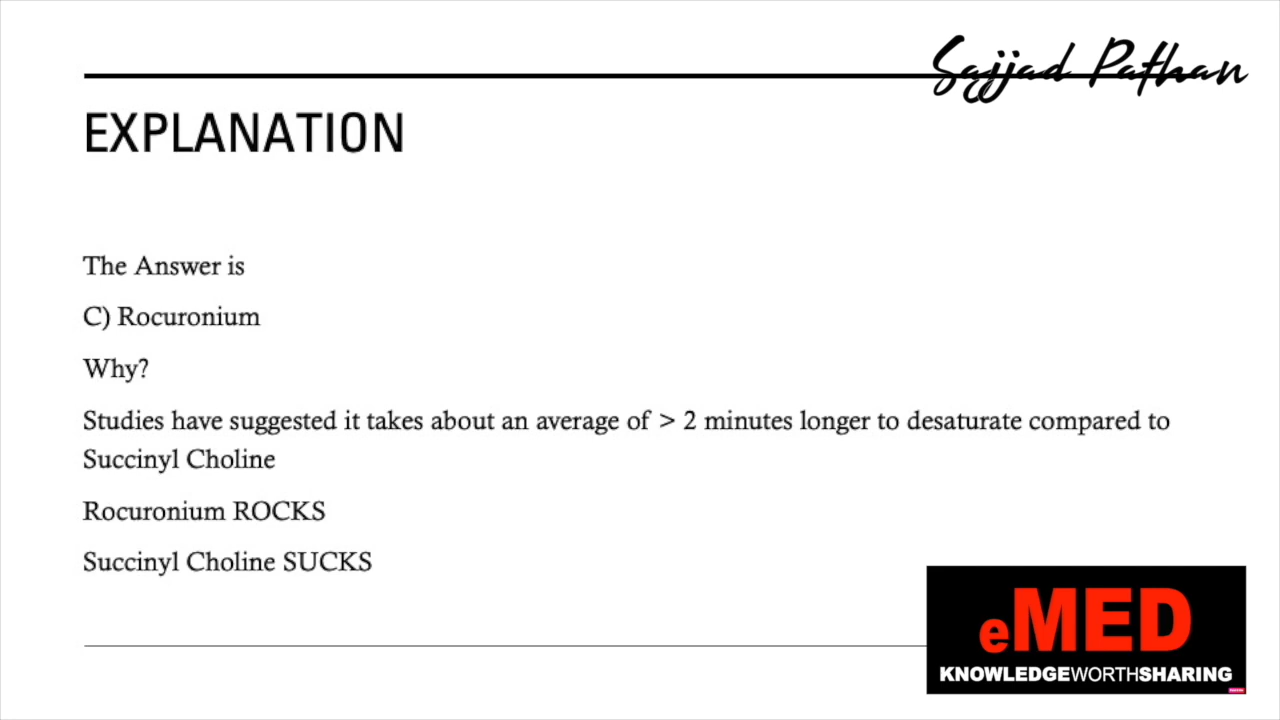 Sajjad Pathan
EXPLANATION
The Answer is
C) Rocuronium
Why?
Studies have suggested it takes about an average of > 2 minutes longer to desaturate compared to
Succinyl Choline
Rocuronium ROCKS
Succinyl Choline SUCKS
eMED
KNOWLEDGEWORTHSHARING